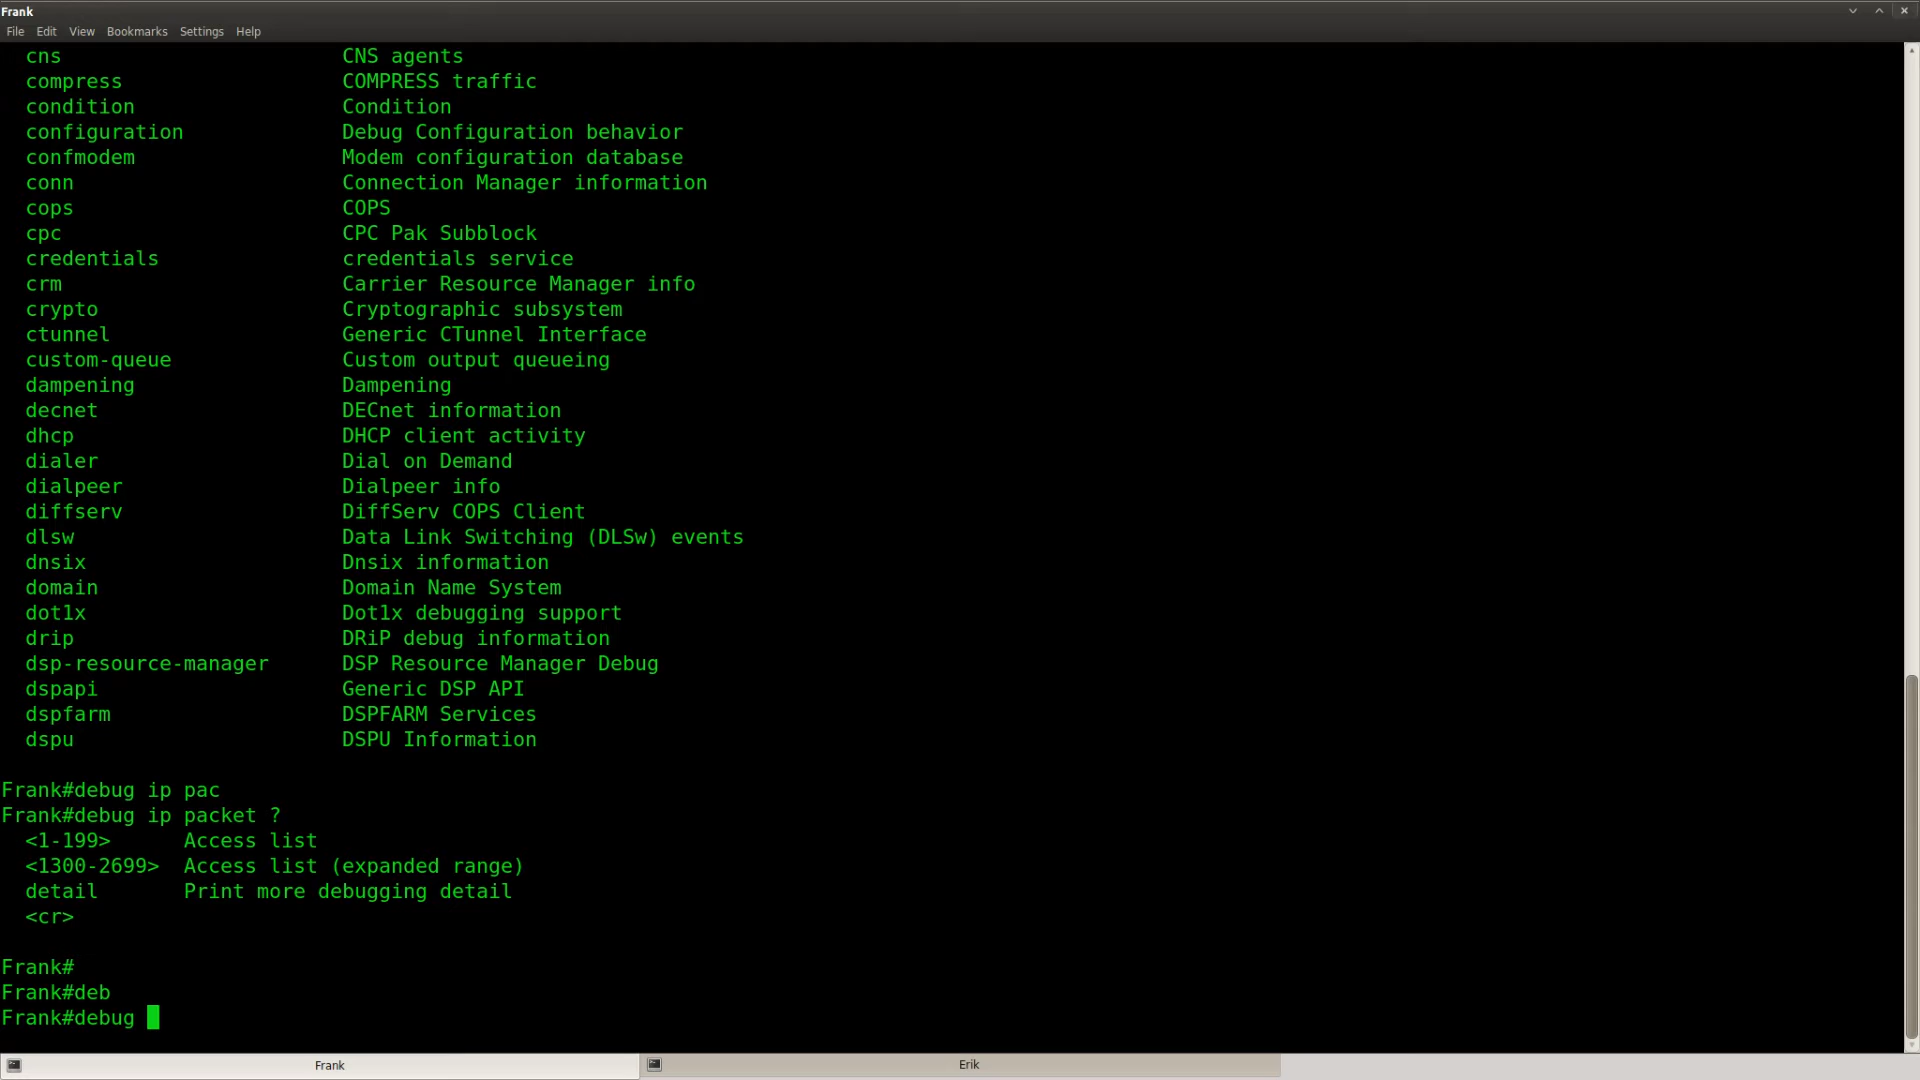 Frank
File Edit View Bookmarks Settings Help
cns CNS agents
compress COMPRESS traffic
condition Condition
configuration Debug Configuration behavior
confmodem Modem configuration database
conn Connection Manager information
cops COPS
cpc CPC Pak Subblock
credentials credentials service
crm Carrier Resource Manager info
crypto Cryptographic subsystem
ctunnel Generic CTunnel Interface
custom-queue Custom output queueing
dampening Dampening
decnet DECnet information
dhcp DHCP client activity
dialer Dial on Demand
dialpeer Dialpeer info
diffserv DiffServ COPS Client
dlsw Data Link Switching (DLSw) events
dnsix Dnsix information
domain Domain Name System
dot1x Dot1x debugging support
drip DRiP debug information
dsp-resource-manager DSP Resource Manager Debug
dspapi Generic DSP API
dspfarm DSPFARM Services
dspu DSPU Information
Frank#debug ip pac
Frank#debug ip packet ?
<1-199> Access list
<1300-2699> Access list (expanded range)
detail Print more debugging detail
<cr>
Frank#
Frank#deb
Frank#debug
Frank Erik